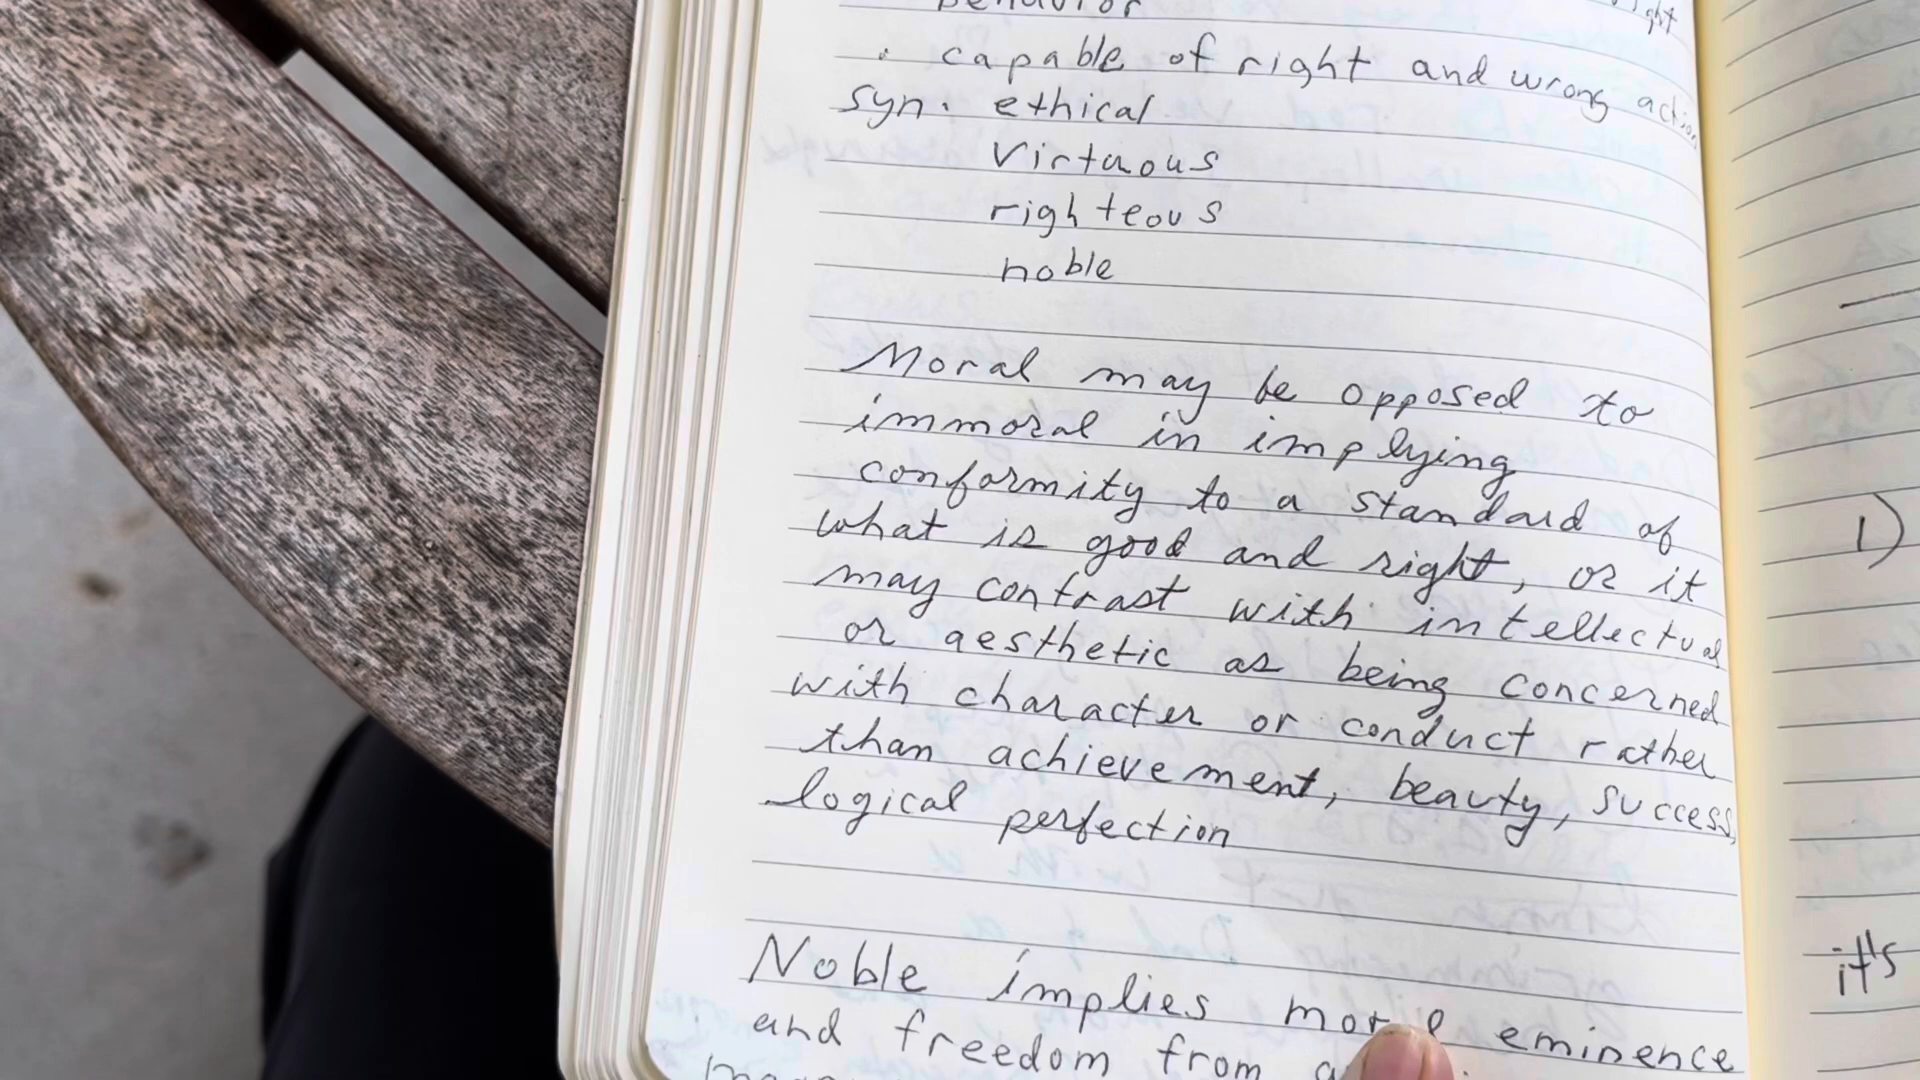 behavior
right
· capable of right and wrong action
syn. ethical
virtuous
righteous
noble
Moral may be opposed to
immoral in implying
conformity to a standard of
what is good and right, or it
may contrast with intellectual
or aesthetic as being concerned
with character or conduct rather
than achievement, beauty, success,
logical perfection
Noble implies moral eminence
and freedom from
1)
it's